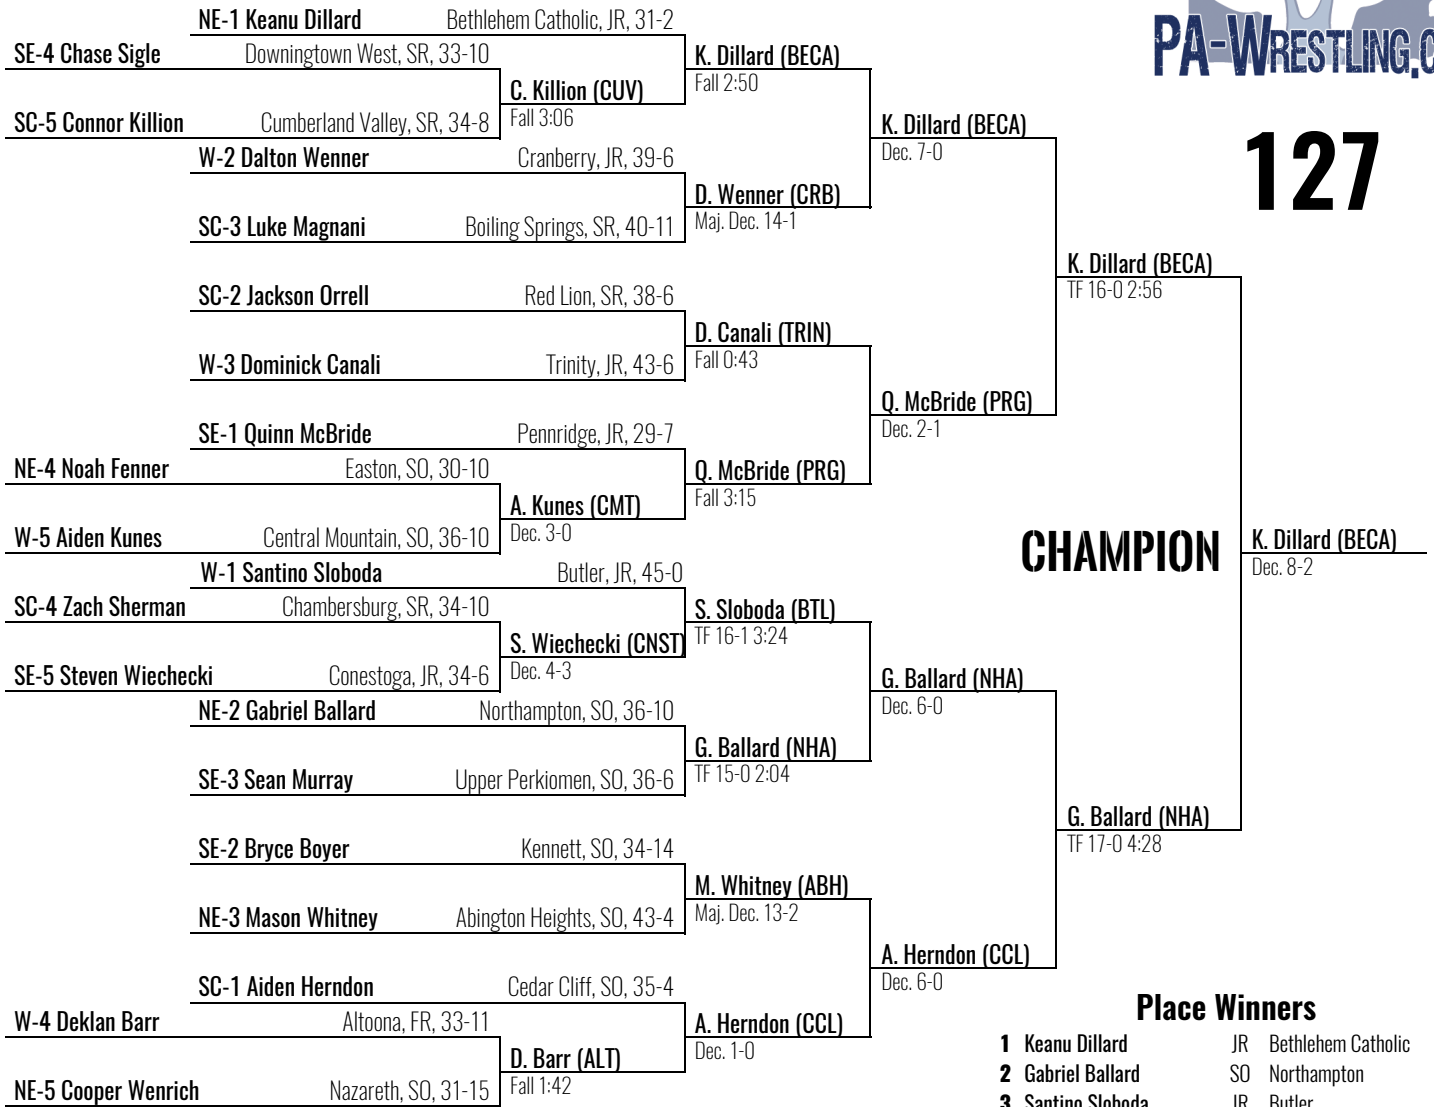 NE-1 Keanu Dillard Bethlehem Catholic, JR, 31-2
SE-4 Chase Sigle Downingtown West, SR, 33-10
K. Dillard (BECA)
Fall 2:50
C. Killion (CUV)
Fall 3:06
SC-5 Connor Killion Cumberland Valley, SR, 34-8
K. Dillard (BECA)
Dec. 7-0
W-2 Dalton Wenner Cranberry, JR, 39-6
D. Wenner (CRB)
Maj. Dec. 14-1
SC-3 Luke Magnani Boiling Springs, SR, 40-11
PA-WRESTLING.C
127
K. Dillard (BECA)
TF 16-0 2:56
SC-2 Jackson Orrell Red Lion, SR, 38-6
D. Canali (TRIN)
Fall 0:43
W-3 Dominick Canali Trinity, JR, 43-6
Q. McBride (PRG)
Dec. 2-1
SE-1 Quinn McBride Pennridge, JR, 29-7
NE-4 Noah Fenner Easton, SO, 30-10
Q. McBride (PRG)
Fall 3:15
A. Kunes (CMT)
Dec. 3-0
W-5 Aiden Kunes Central Mountain, SO, 36-10
CHAMPION
K. Dillard (BECA)
Dec. 8-2
W-1 Santino Sloboda Butler, JR, 45-0
SC-4 Zach Sherman Chambersburg, SR, 34-10
S. Sloboda (BTL)
TF 16-1 3:24
S. Wiechecki (CNST)
Dec. 4-3
SE-5 Steven Wiechecki Conestoga, JR, 34-6
G. Ballard (NHA)
Dec. 6-0
NE-2 Gabriel Ballard Northampton, SO, 36-10
G. Ballard (NHA)
TF 15-0 2:04
SE-3 Sean Murray Upper Perkiomen, SO, 36-6
G. Ballard (NHA)
TF 17-0 4:28
SE-2 Bryce Boyer Kennett, SO, 34-14
M. Whitney (ABH)
Maj. Dec. 13-2
NE-3 Mason Whitney Abington Heights, SO, 43-4
A. Herndon (CCL)
Dec. 6-0
SC-1 Aiden Herndon Cedar Cliff, SO, 35-4
W-4 Deklan Barr Altoona, FR, 33-11
A. Herndon (CCL)
Dec. 1-0
D. Barr (ALT)
Fall 1:42
NE-5 Cooper Wenrich Nazareth, SO, 31-15
Place Winners
1 Keanu Dillard JR Bethlehem Catholic
2 Gabriel Ballard SO Northampton
3 Santino Sloboda JR Butler